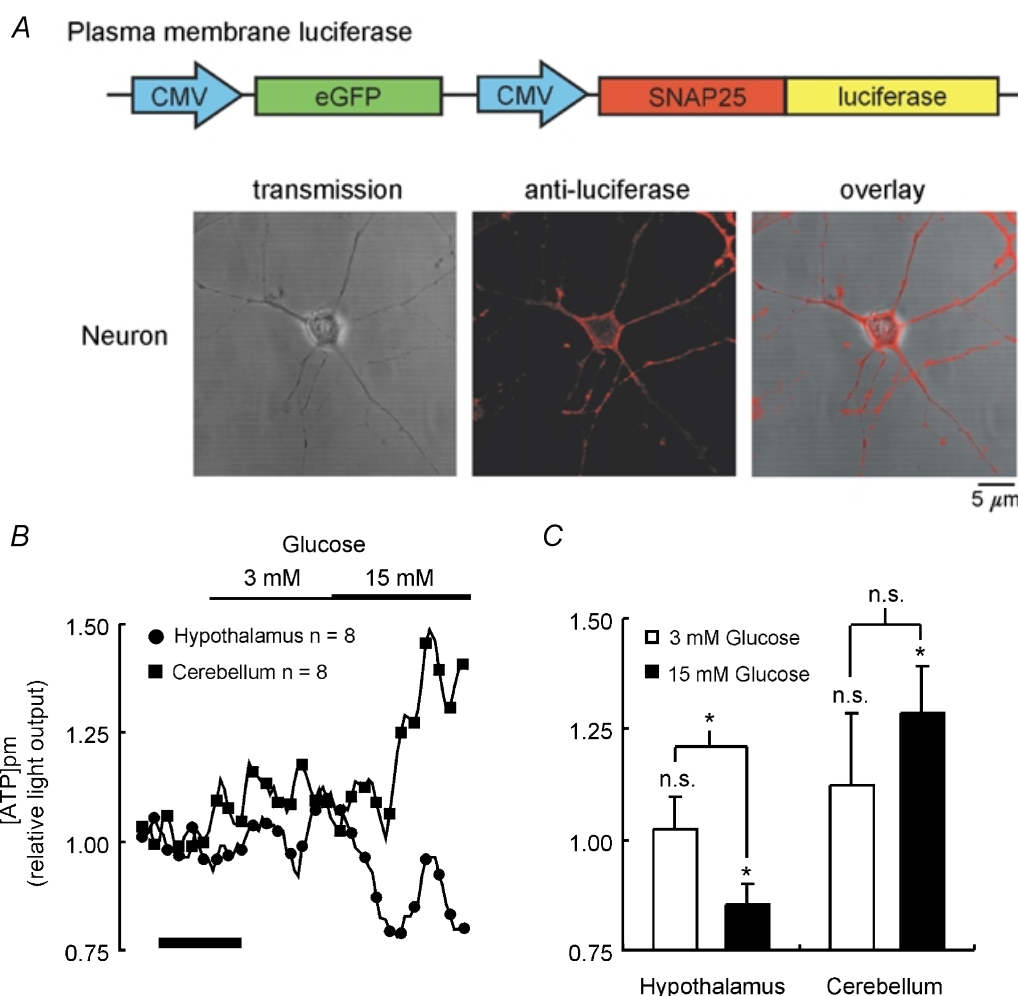 A
Plasma membrane luciferase
CMV eGFP CMV SNAP25 luciferase
transmission anti-luciferase overlay
Neuron
5 μm
B
Glucose
3 mM 15 mM
Hypothalamus n = 8
Cerebellum n = 8
[ATP]pm
(relative light output)
1.50
1.25
1.00
0.75
C
3 mM Glucose
15 mM Glucose
n.s.
*
n.s.
*
n.s.
*
1.50
1.25
1.00
0.75
Hypothalamus Cerebellum